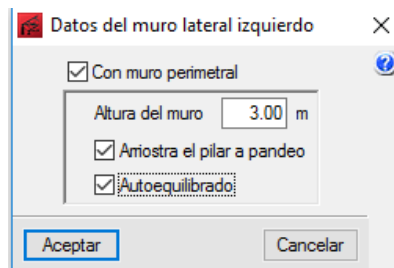 Datos del muro lateral izquierdo
Con muro perimetral
Altura del muro 3.00 m
Arriostra el pilar a pandeo
Autoequilibrado
Aceptar Cancelar